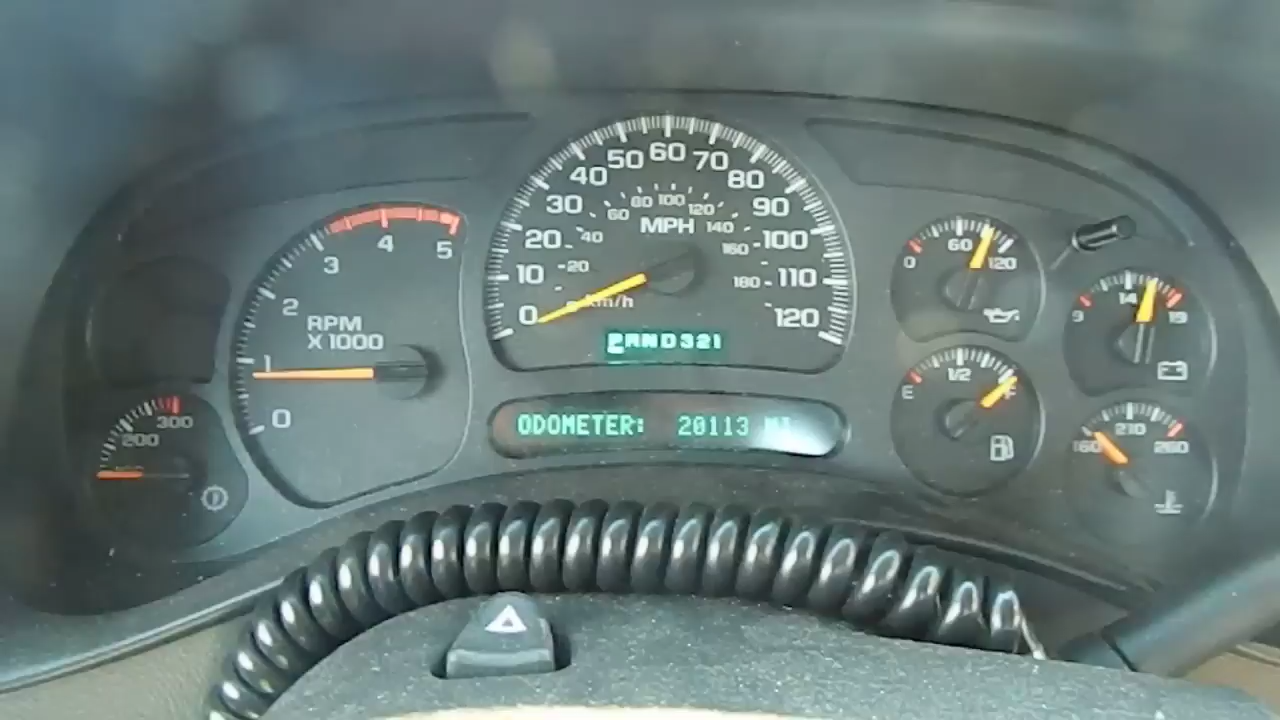 0 1 2 3 4 5
RPM
X 1000
200 300
0 10 20 30 40 50 60 70 80 90 100 110 120
MPH
20 40 60 80 100 120 140 160 180
km/h
PRND321
ODOMETER: 20113 MI
0 60 120
9 14 19
E 1/2 F
160 210 260